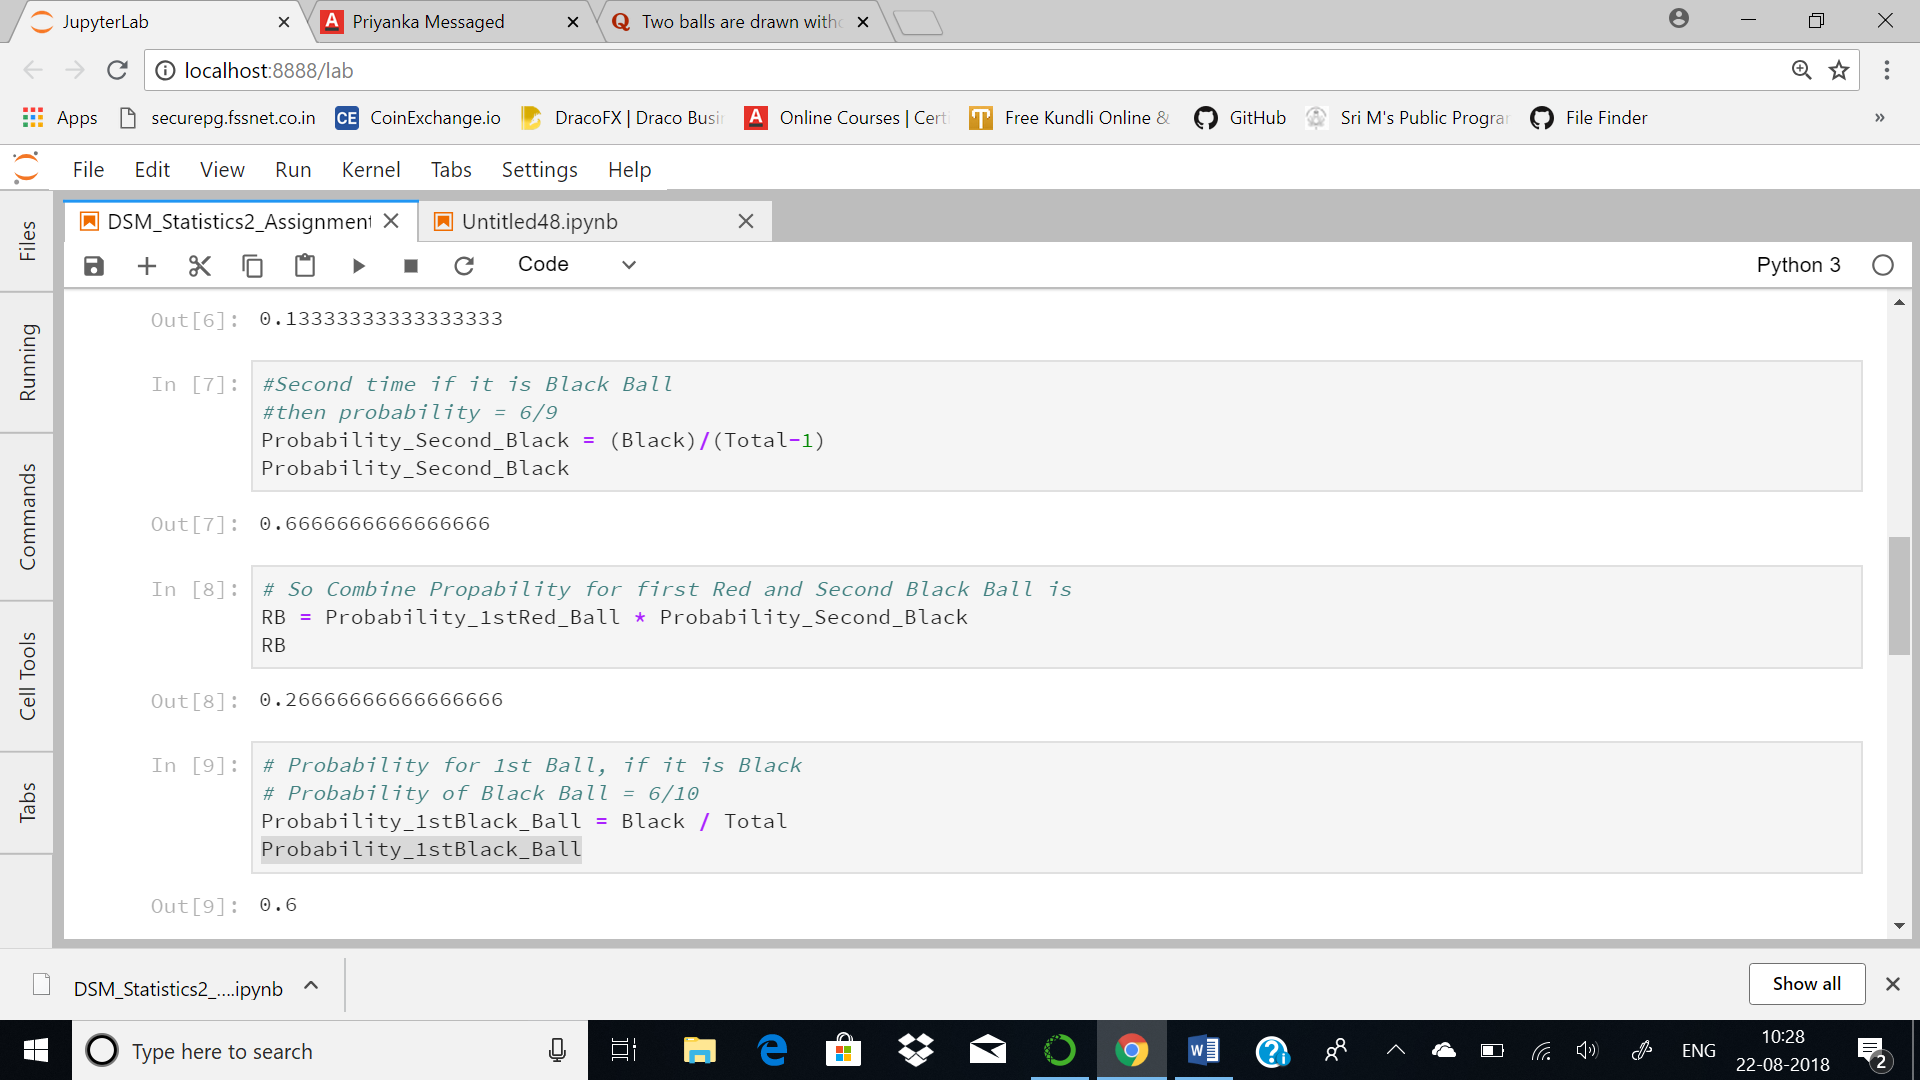 JupyterLab
Priyanka Messaged
Two balls are drawn with
localhost:8888/lab
Apps
securepg.fssnet.co.in
CE
CoinExchange.io
DracoFX | Draco Busi
A
Online Courses | Cert
T
Free Kundli Online &
GitHub
Sri M's Public Progra
File Finder
»
File
Edit
View
Run
Kernel
Tabs
Settings
Help
Files
Running
Commands
Cell Tools
Tabs
DSM_Statistics2_Assignment
Untitled48.ipynb
Code
Python 3
Out[6]: 0.13333333333333333
In [7]: #Second time if it is Black Ball
#then probability = 6/9
Probability_Second_Black = (Black)/(Total-1)
Probability_Second_Black
Out[7]: 0.6666666666666666
In [8]: # So Combine Propability for first Red and Second Black Ball is
RB = Probability_1stRed_Ball * Probability_Second_Black
RB
Out[8]: 0.26666666666666666
In [9]: # Probability for 1st Ball, if it is Black
# Probability of Black Ball = 6/10
Probability_1stBlack_Ball = Black / Total
Probability_1stBlack_Ball
Out[9]: 0.6
DSM_Statistics2_....ipynb
Show all
Type here to search
ENG
10:28
22-08-2018
2